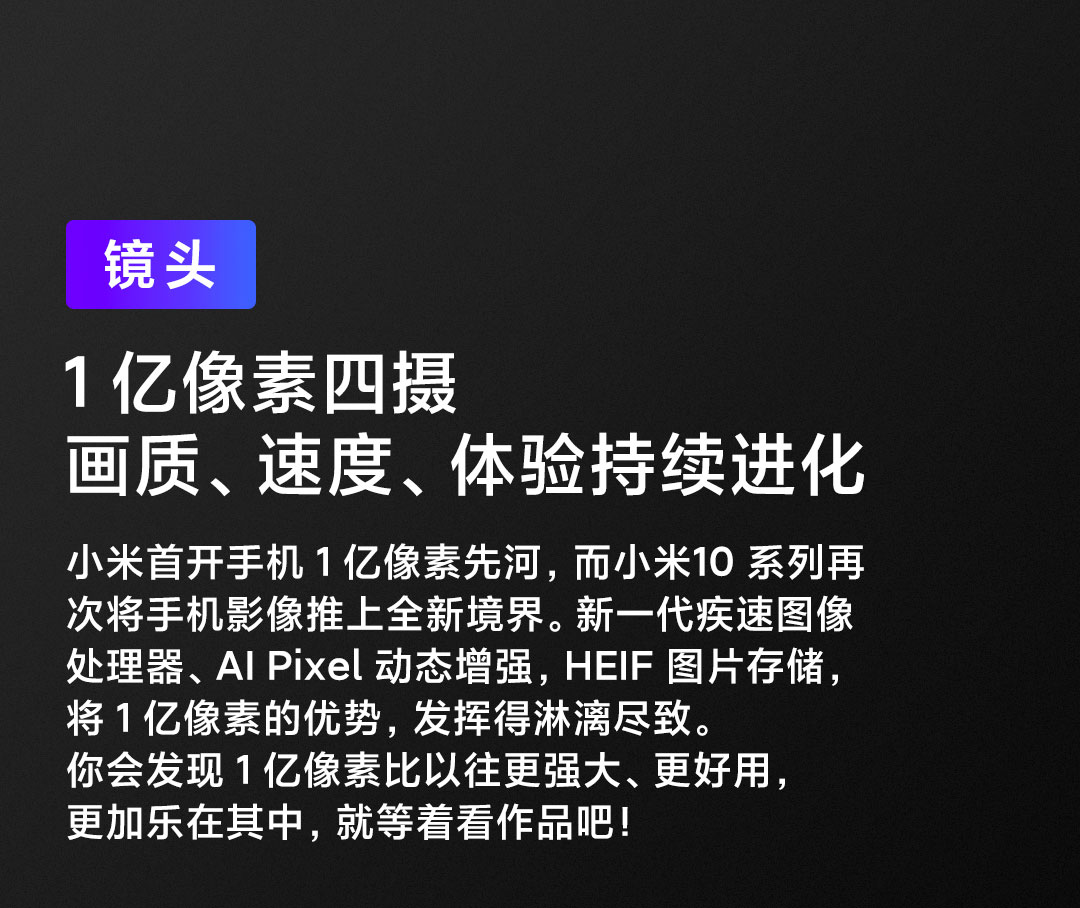 镜头
1 亿像素四摄
画质、速度、体验持续进化
小米首开手机 1 亿像素先河，而小米10 系列再
次将手机影像推上全新境界。新一代疾速图像
处理器、AI Pixel 动态增强，HEIF 图片存储，
将 1 亿像素的优势，发挥得淋漓尽致。
你会发现 1 亿像素比以往更强大、更好用，
更加乐在其中，就等着看作品吧！